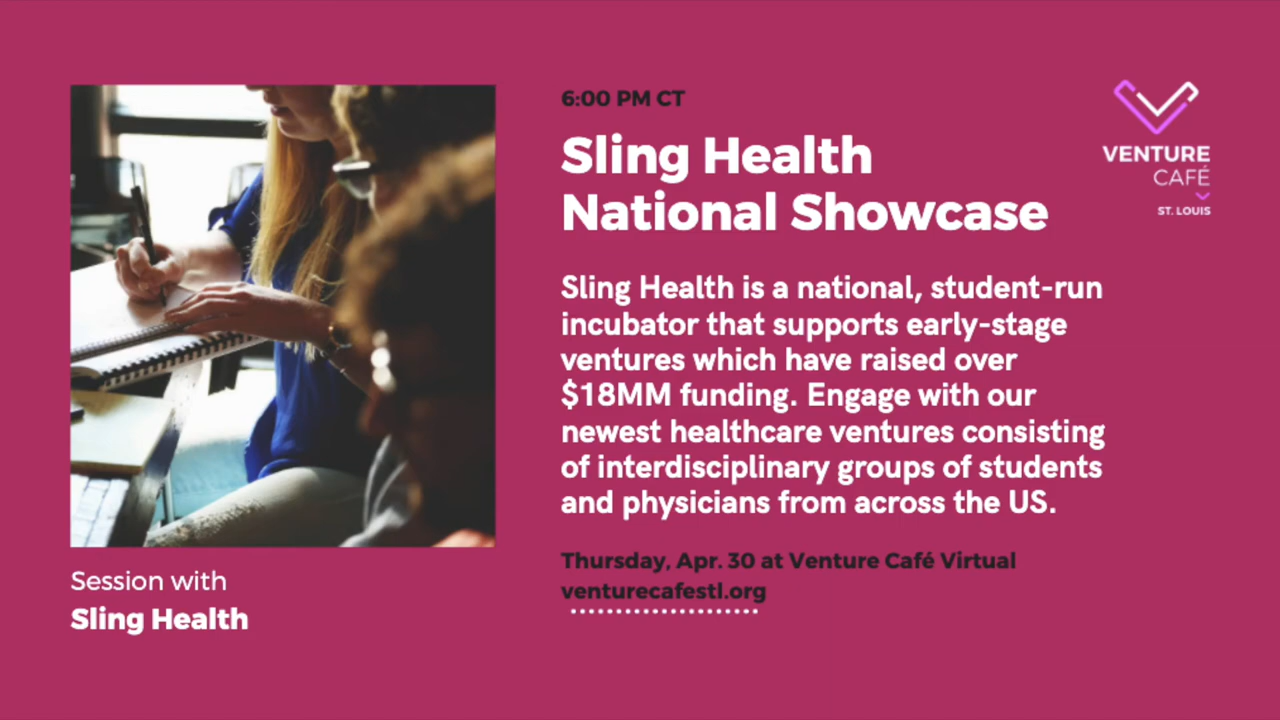 6:00 PM CT
Sling Health
National Showcase
Sling Health is a national, student-run
incubator that supports early-stage
ventures which have raised over
$18MM funding. Engage with our
newest healthcare ventures consisting
of interdisciplinary groups of students
and physicians from across the US.
Thursday, Apr. 30 at Venture Café Virtual
venturecafestl.org
VENTURE
CAFÉ
ST. LOUIS
Session with
Sling Health